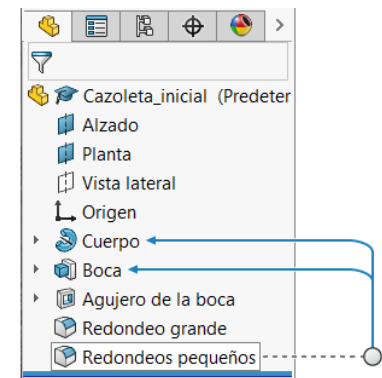 Cazoleta_inicial (Predeter
Alzado
Planta
Vista lateral
Origen
Cuerpo
Boca
Agujero de la boca
Redondeo grande
Redondeos pequeños